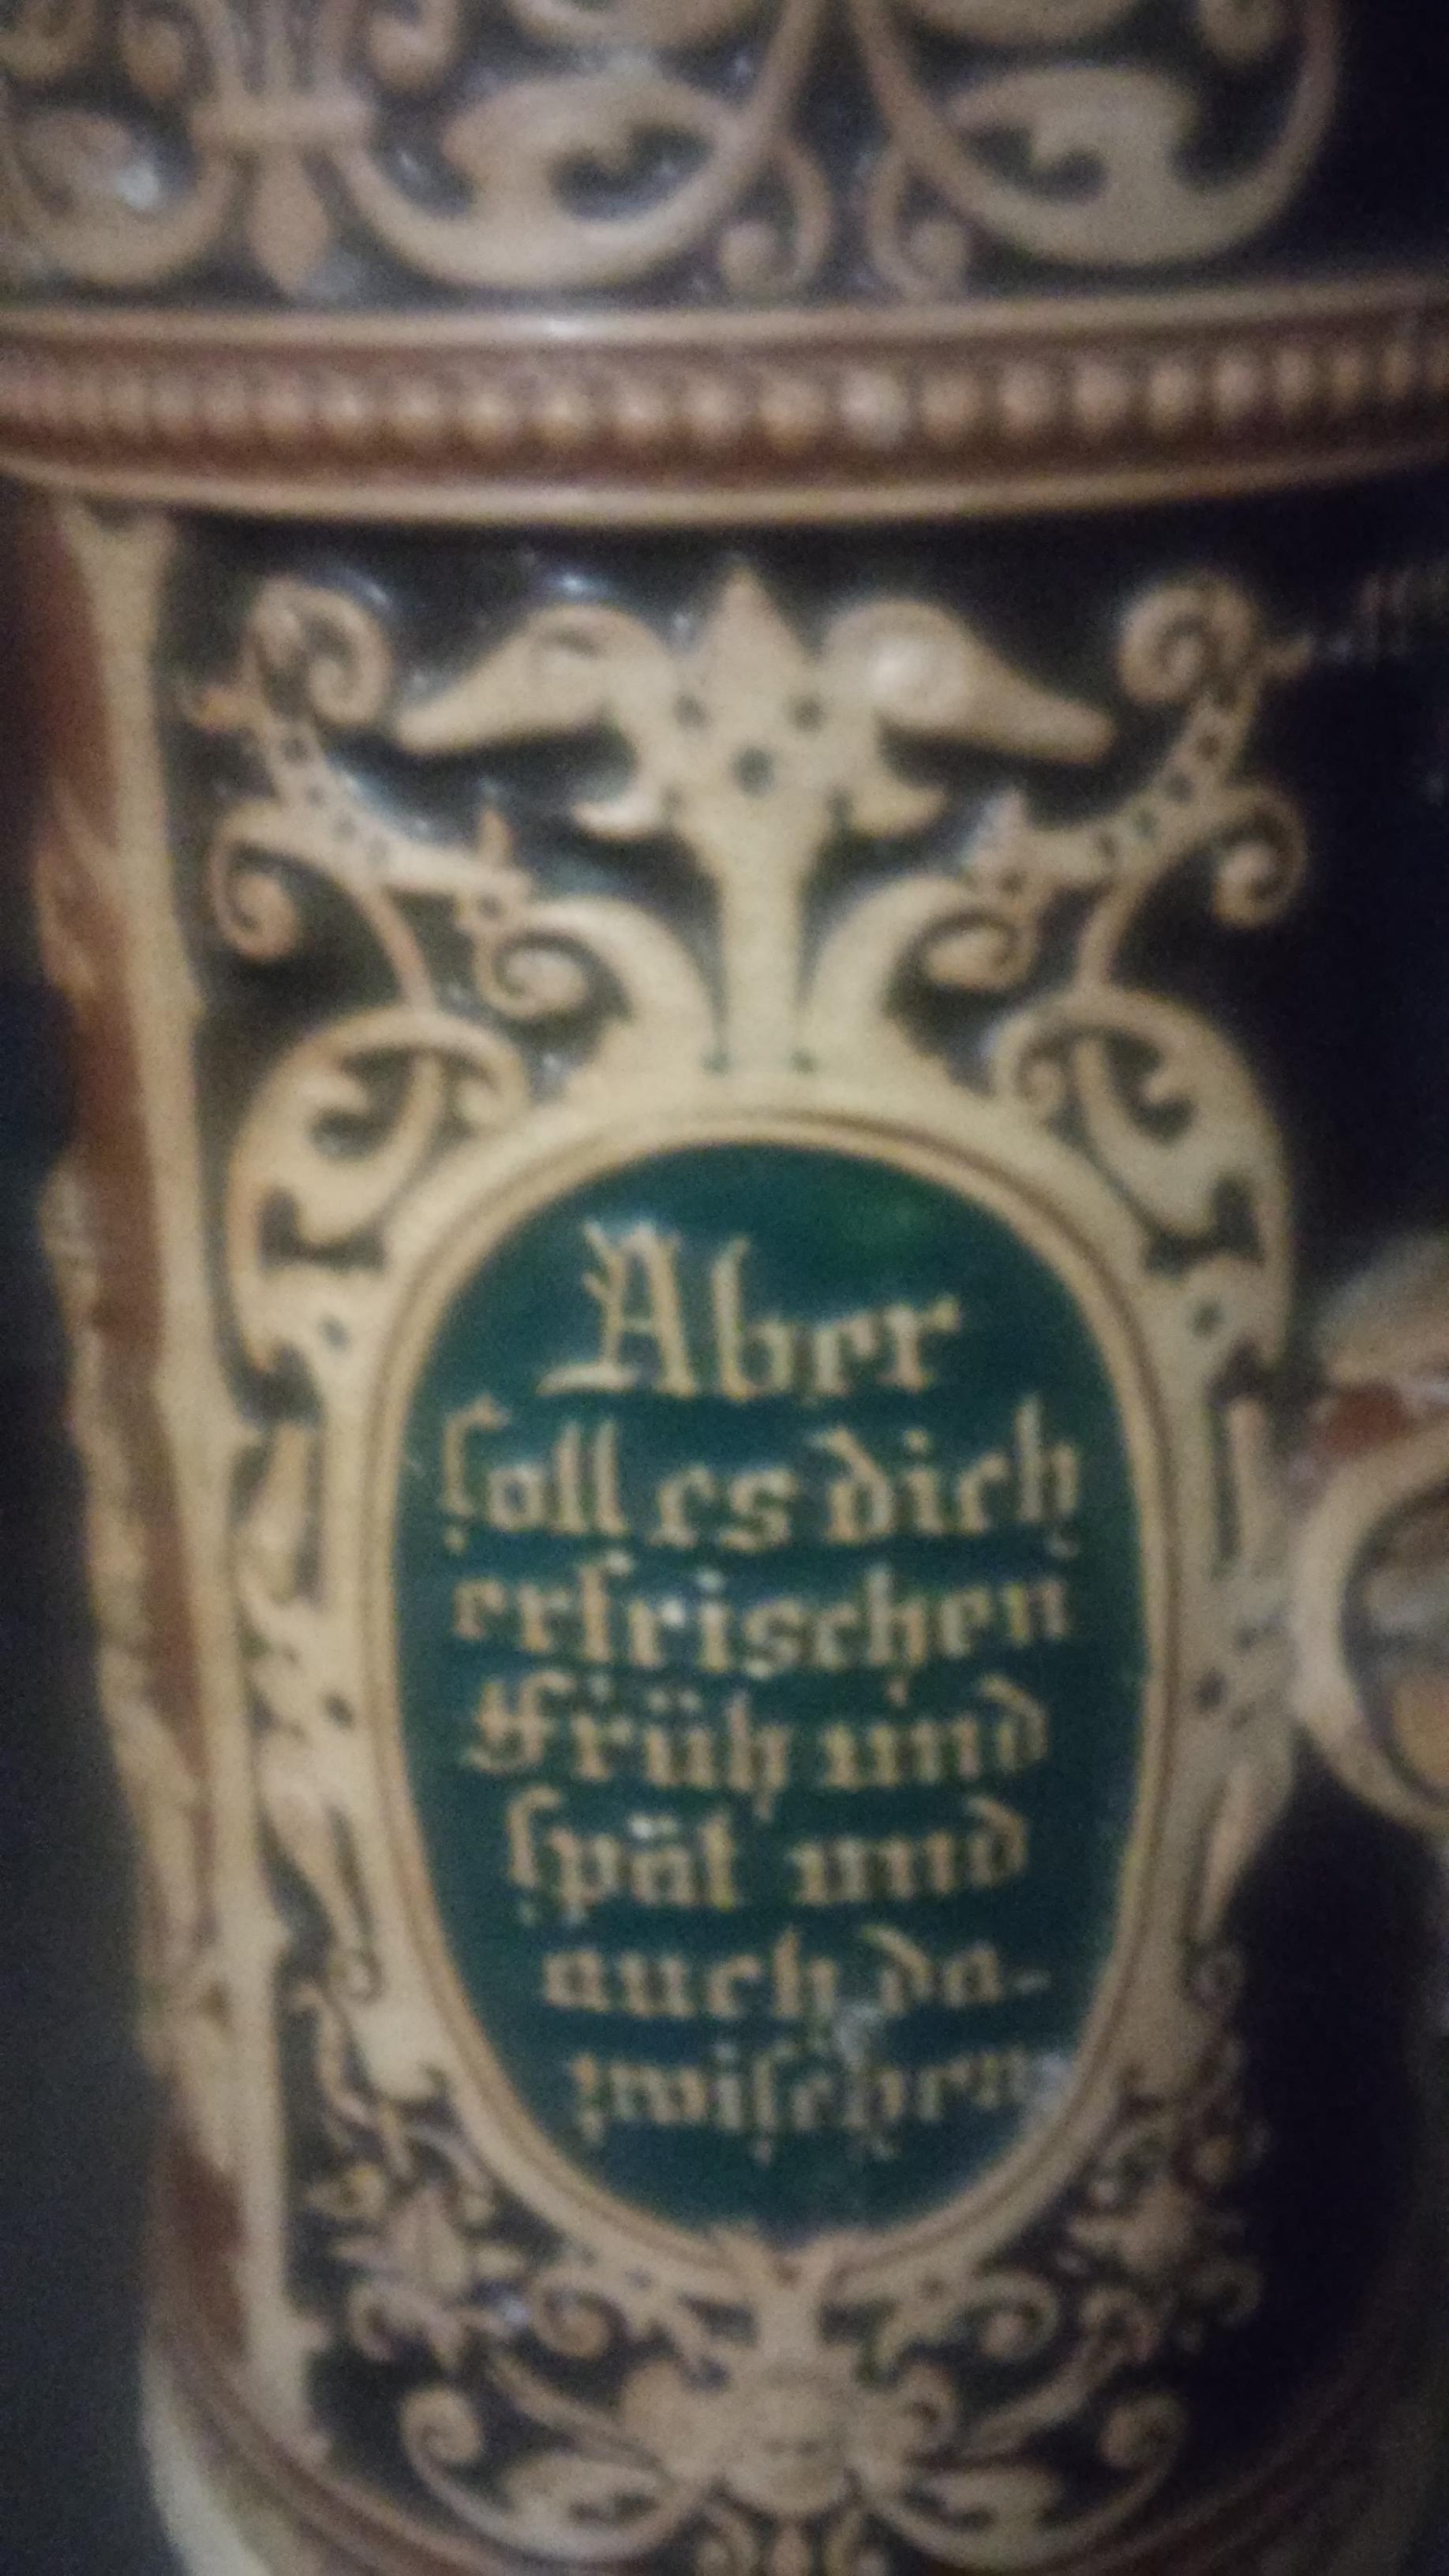 Aber
ſoll es dich
erfrischen
Früh und
ſpät und
auch da-
zwiſchen